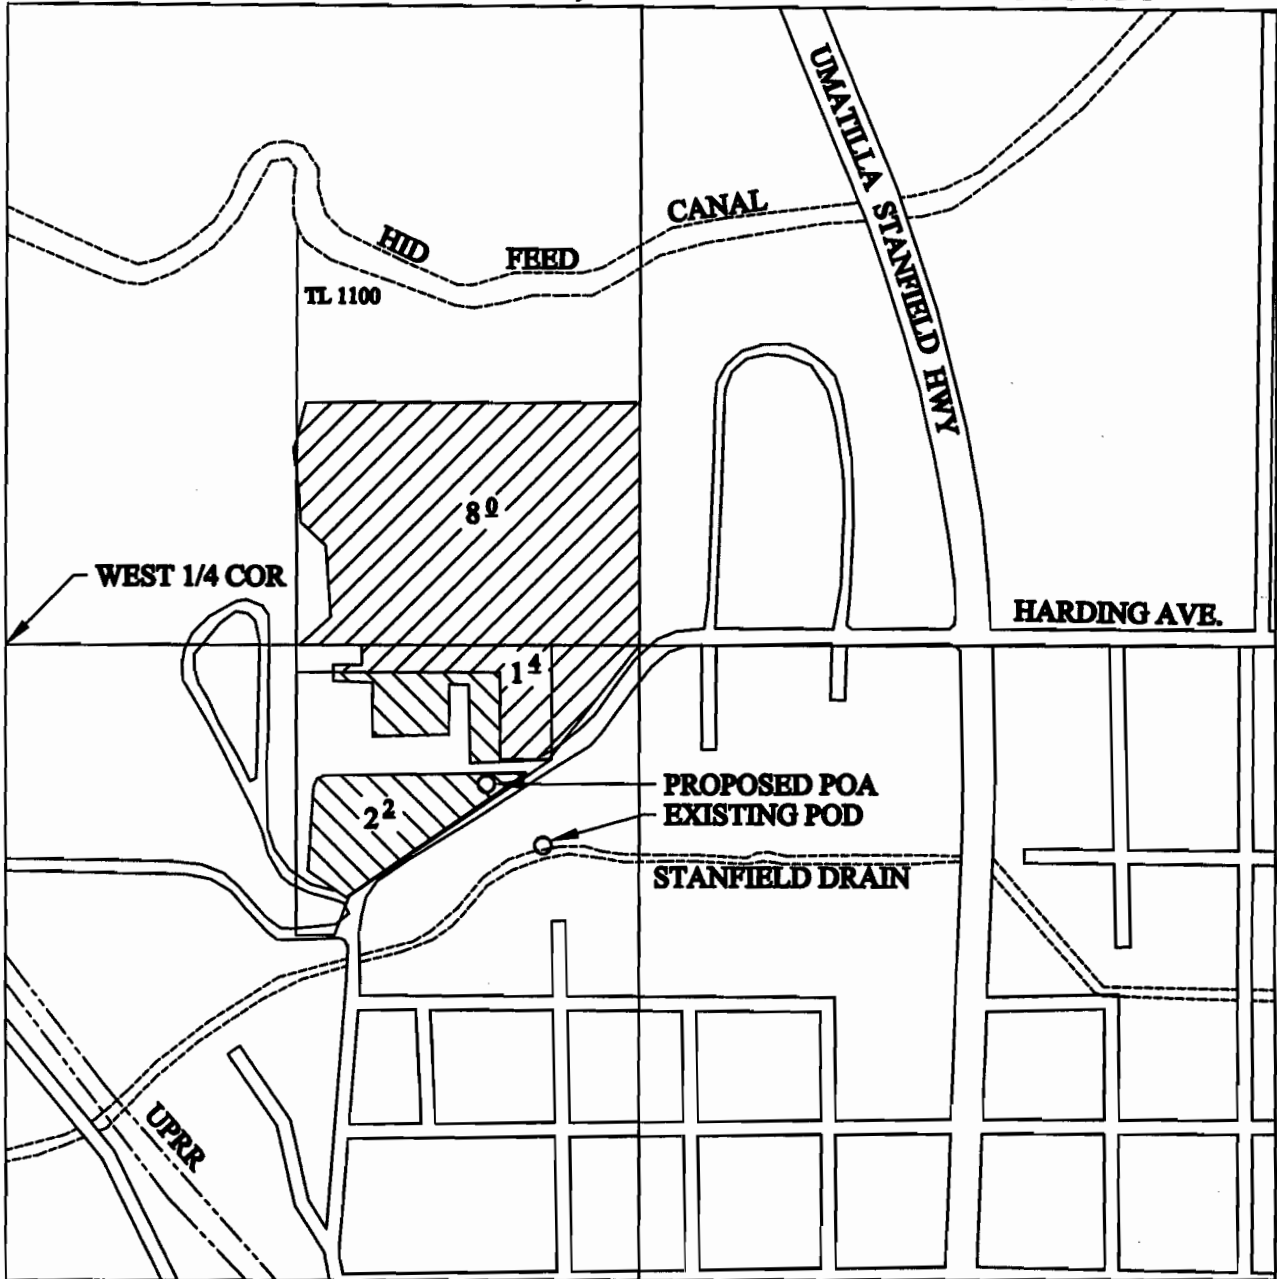 UMATILLA STANFIELD HWY
CANAL
HID
FEED
TL 1100
8 0
WEST 1/4 COR
HARDING AVE.
1 4
PROPOSED POA
2 2
EXISTING POD
STANFIELD DRAIN
UPRR